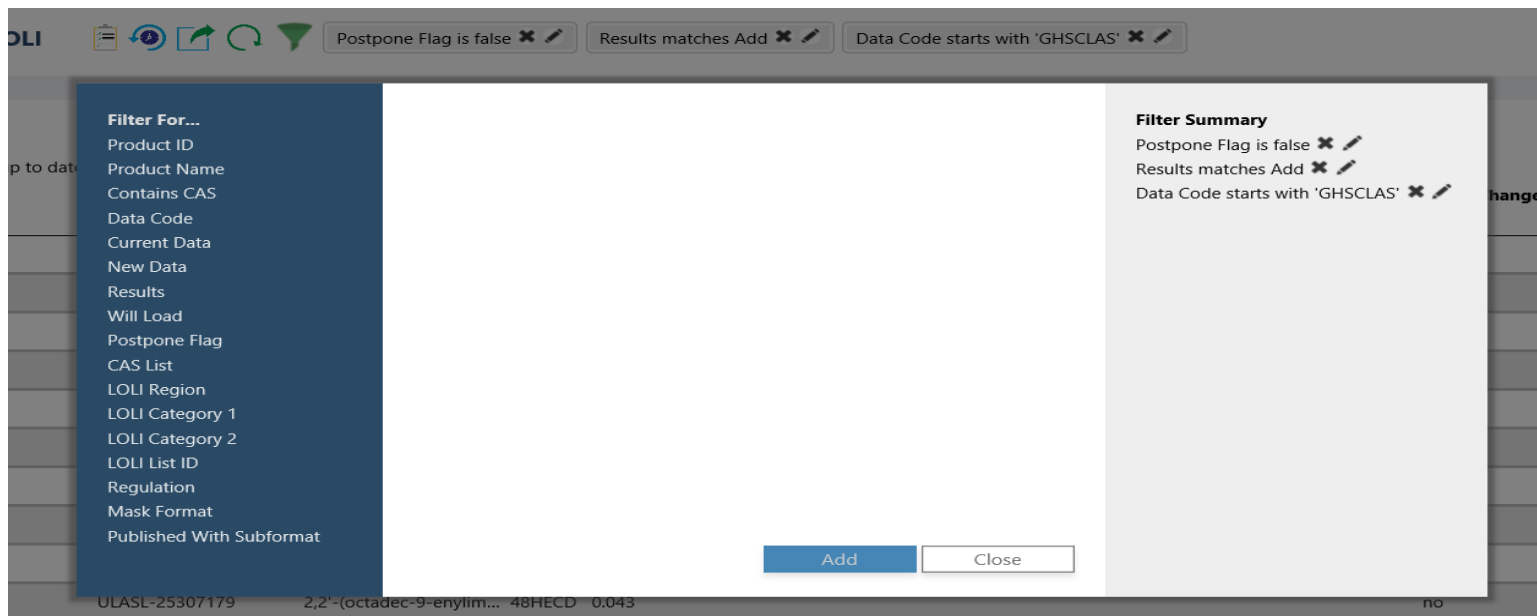 OLI
Postpone Flag is false
Results matches Add
Data Code starts with 'GHSCLAS'
p to dat
hange
Filter For...
Product ID
Product Name
Contains CAS
Data Code
Current Data
New Data
Results
Will Load
Postpone Flag
CAS List
LOLI Region
LOLI Category 1
LOLI Category 2
LOLI List ID
Regulation
Mask Format
Published With Subformat
Add
Close
Filter Summary
Postpone Flag is false
Results matches Add
Data Code starts with 'GHSCLAS'
ULASL-25307179 2,2'-(octadec-9-enylim... 48HECD 0.043 no